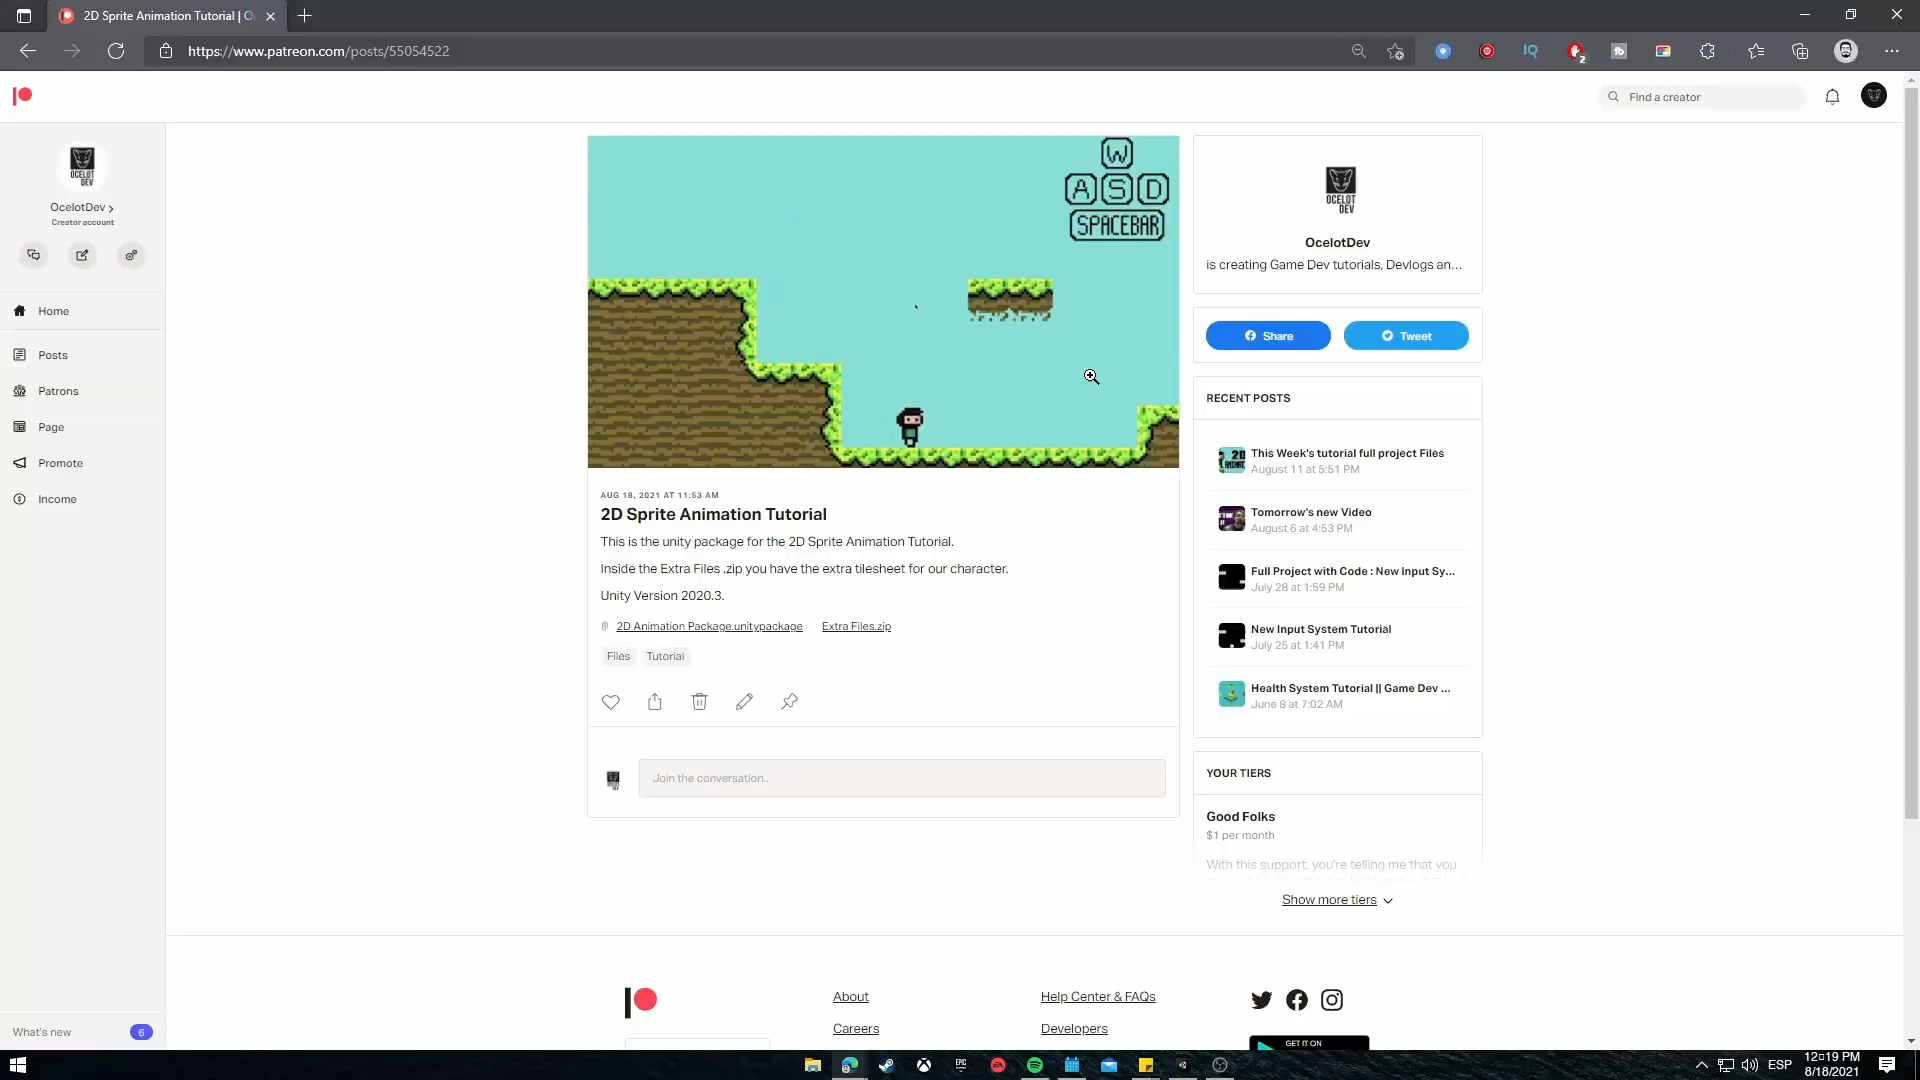 2D Sprite Animation Tutorial | O
https://www.patreon.com/posts/55054522
IQ
2
Find a creator
OCELOT
DEV
OcelotDev
Creator account
Home
Posts
Patrons
Page
Promote
Income
What's new
6
W
A S D
SPACEBAR
AUG 18, 2021 AT 11:53 AM
2D Sprite Animation Tutorial
This is the unity package for the 2D Sprite Animation Tutorial.
Inside the Extra Files .zip you have the extra tilesheet for our character.
Unity Version 2020.3.
2D Animation Package.unitypackage Extra Files.zip
Files Tutorial
Join the conversation...
OCELOT
DEV
OcelotDev
is creating Game Dev tutorials, Devlogs an...
Share Tweet
RECENT POSTS
This Week's tutorial full project Files
August 11 at 5:51 PM
Tomorrow's new Video
August 6 at 4:53 PM
Full Project with Code : New Input Sy...
July 28 at 1:59 PM
New Input System Tutorial
July 25 at 1:41 PM
Health System Tutorial || Game Dev ...
June 8 at 7:02 AM
YOUR TIERS
Good Folks
$1 per month
With this support, you're telling me that you
Show more tiers
About
Careers
Help Center & FAQs
Developers
GET IT ON
ESP
12:19 PM
8/18/2021